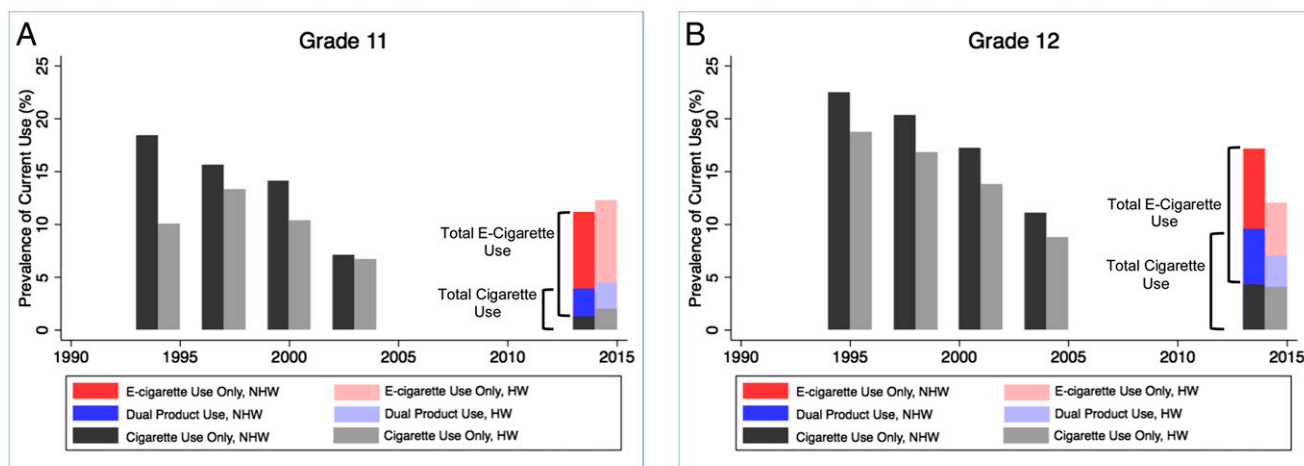 A
Grade 11
Prevalence of Current Use (%)
25
20
15
10
5
0
Total E-Cigarette
Use
Total Cigarette
Use
1990 1995 2000 2005 2010 2015
E-cigarette Use Only, NHW E-cigarette Use Only, HW
Dual Product Use, NHW Dual Product Use, HW
Cigarette Use Only, NHW Cigarette Use Only, HW
B
Grade 12
Prevalence of Current Use (%)
25
20
15
10
5
0
Total E-Cigarette
Use
Total Cigarette
Use
1990 1995 2000 2005 2010 2015
E-cigarette Use Only, NHW E-cigarette Use Only, HW
Dual Product Use, NHW Dual Product Use, HW
Cigarette Use Only, NHW Cigarette Use Only, HW